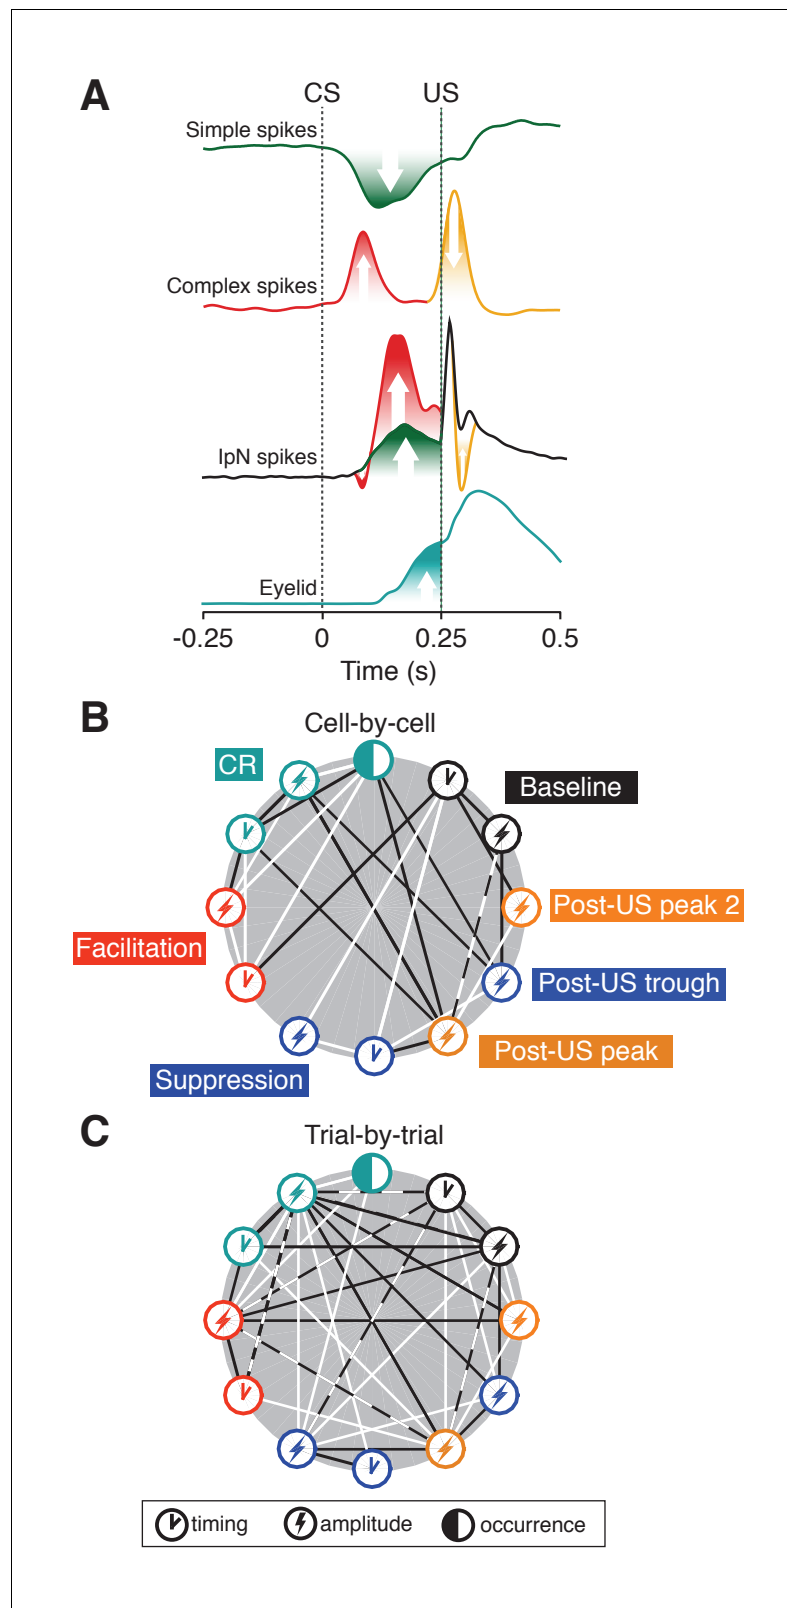 A
CS
US
Simple spikes
Complex spikes
IpN spikes
Eyelid
-0.25
0
0.25
0.5
Time (s)
B
Cell-by-cell
CR
Baseline
Post-US peak 2
Facilitation
Post-US trough
Post-US peak
Suppression
C
Trial-by-trial
timing
amplitude
occurrence